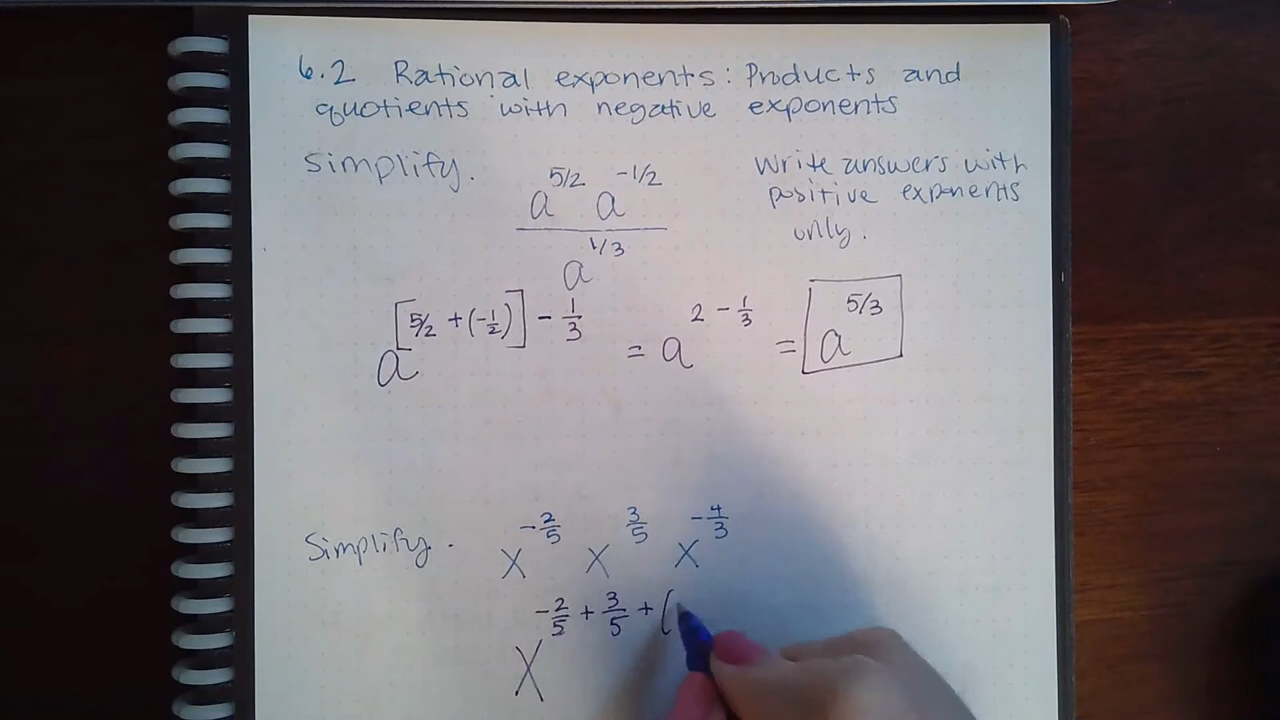 6.2 Rational exponents: Products and
quotients with negative exponents
Simplify.
a^5/2 a^-1/2
a^1/3
Write answers with
positive exponents
only.
a^[5/2 + (-1/2)] - 1/3 = a^2 - 1/3 = a^5/3
Simplify. x^-2/5 x^3/5 x^-4/3
x^-2/5 + 3/5 + (